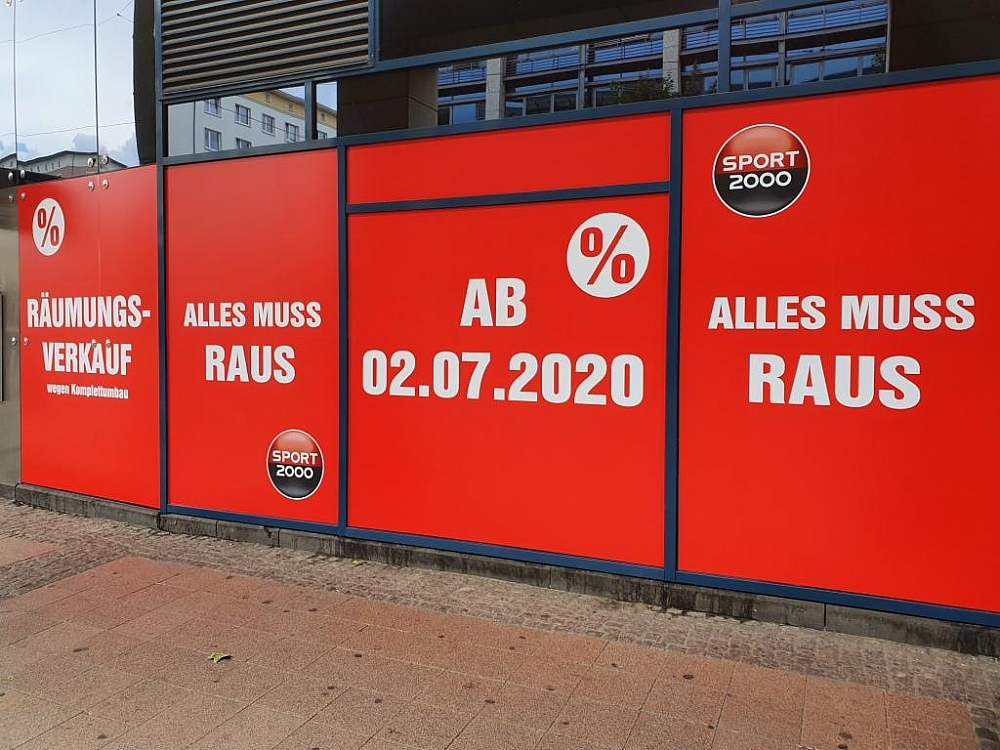 %
RÄUMUNGS-
VERKAUF
wegen Komplettumbau
ALLES MUSS
RAUS
SPORT
2000
%
AB
02.07.2020
SPORT
2000
ALLES MUSS
RAUS